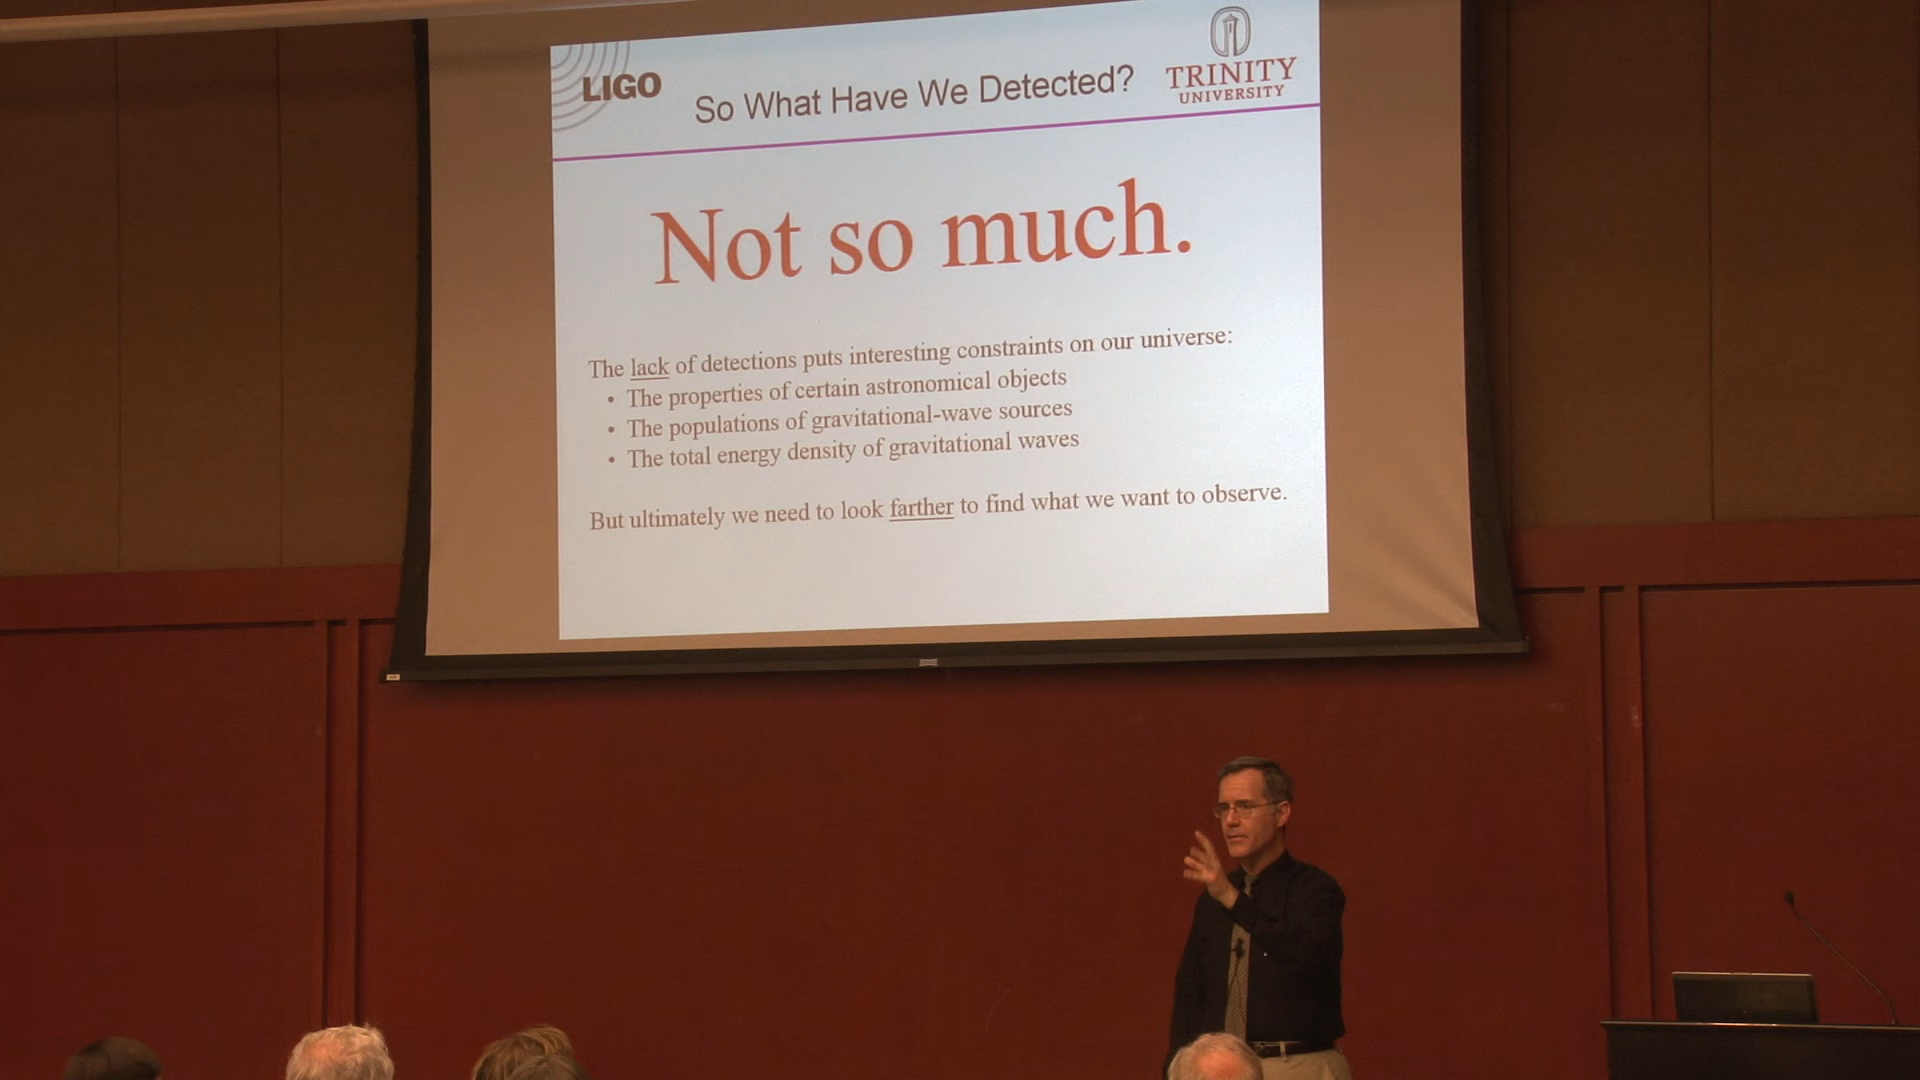 LIGO
So What Have We Detected?
TRINITY
UNIVERSITY
Not so much.
The lack of detections puts interesting constraints on our universe:
• The properties of certain astronomical objects
• The populations of gravitational-wave sources
• The total energy density of gravitational waves
But ultimately we need to look farther to find what we want to observe.